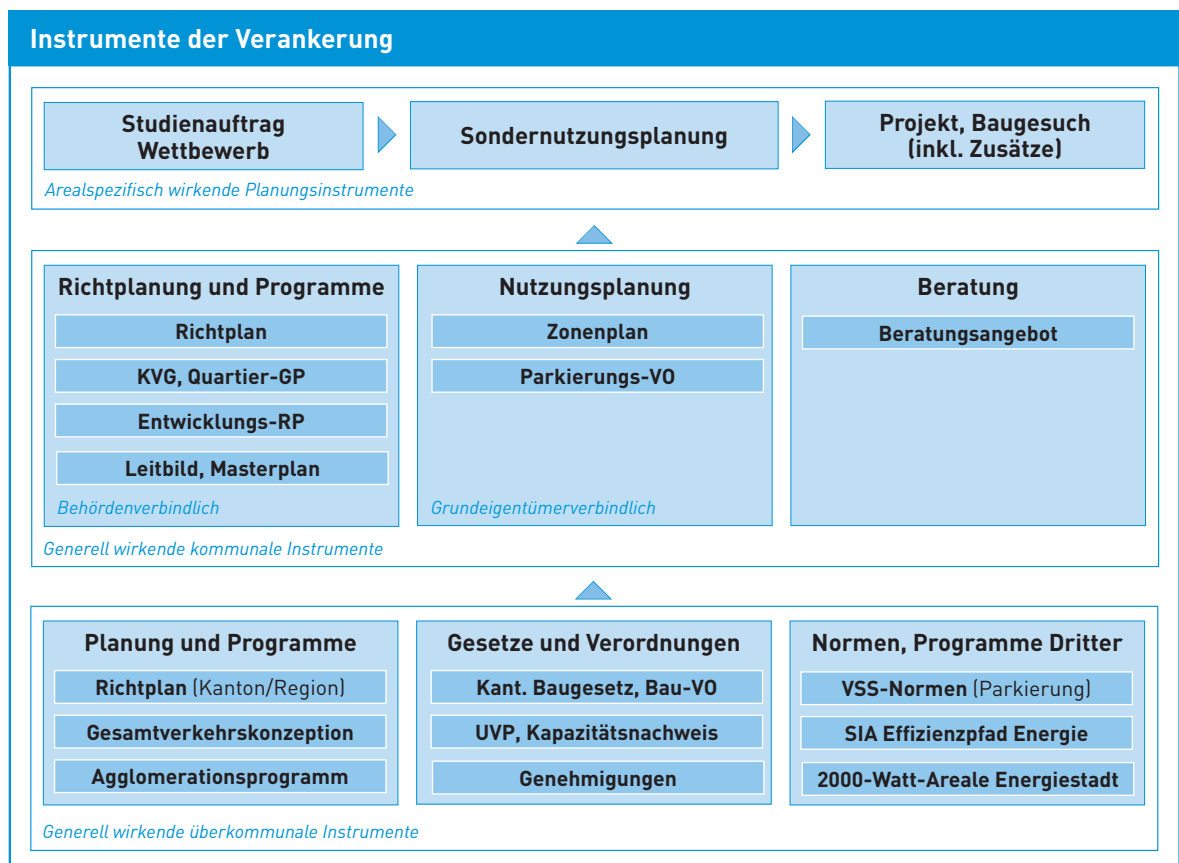 Instrumente der Verankerung
Studienauftrag
Wettbewerb
Sondernutzungsplanung
Projekt, Baugesuch
(inkl. Zusätze)
Arealspezifisch wirkende Planungsinstrumente
Richtplanung und Programme
Richtplan
KVG, Quartier-GP
Entwicklungs-RP
Leitbild, Masterplan
Behördenverbindlich
Nutzungsplanung
Zonenplan
Parkierungs-VO
Grundeigentümerverbindlich
Beratung
Beratungsangebot
Generell wirkende kommunale Instrumente
Planung und Programme
Richtplan (Kanton/Region)
Gesamtverkehrskonzeption
Agglomerationsprogramm
Gesetze und Verordnungen
Kant. Baugesetz, Bau-VO
UVP, Kapazitätsnachweis
Genehmigungen
Normen, Programme Dritter
VSS-Normen (Parkierung)
SIA Effizienzpfad Energie
2000-Watt-Areale Energiestadt
Generell wirkende überkommunale Instrumente